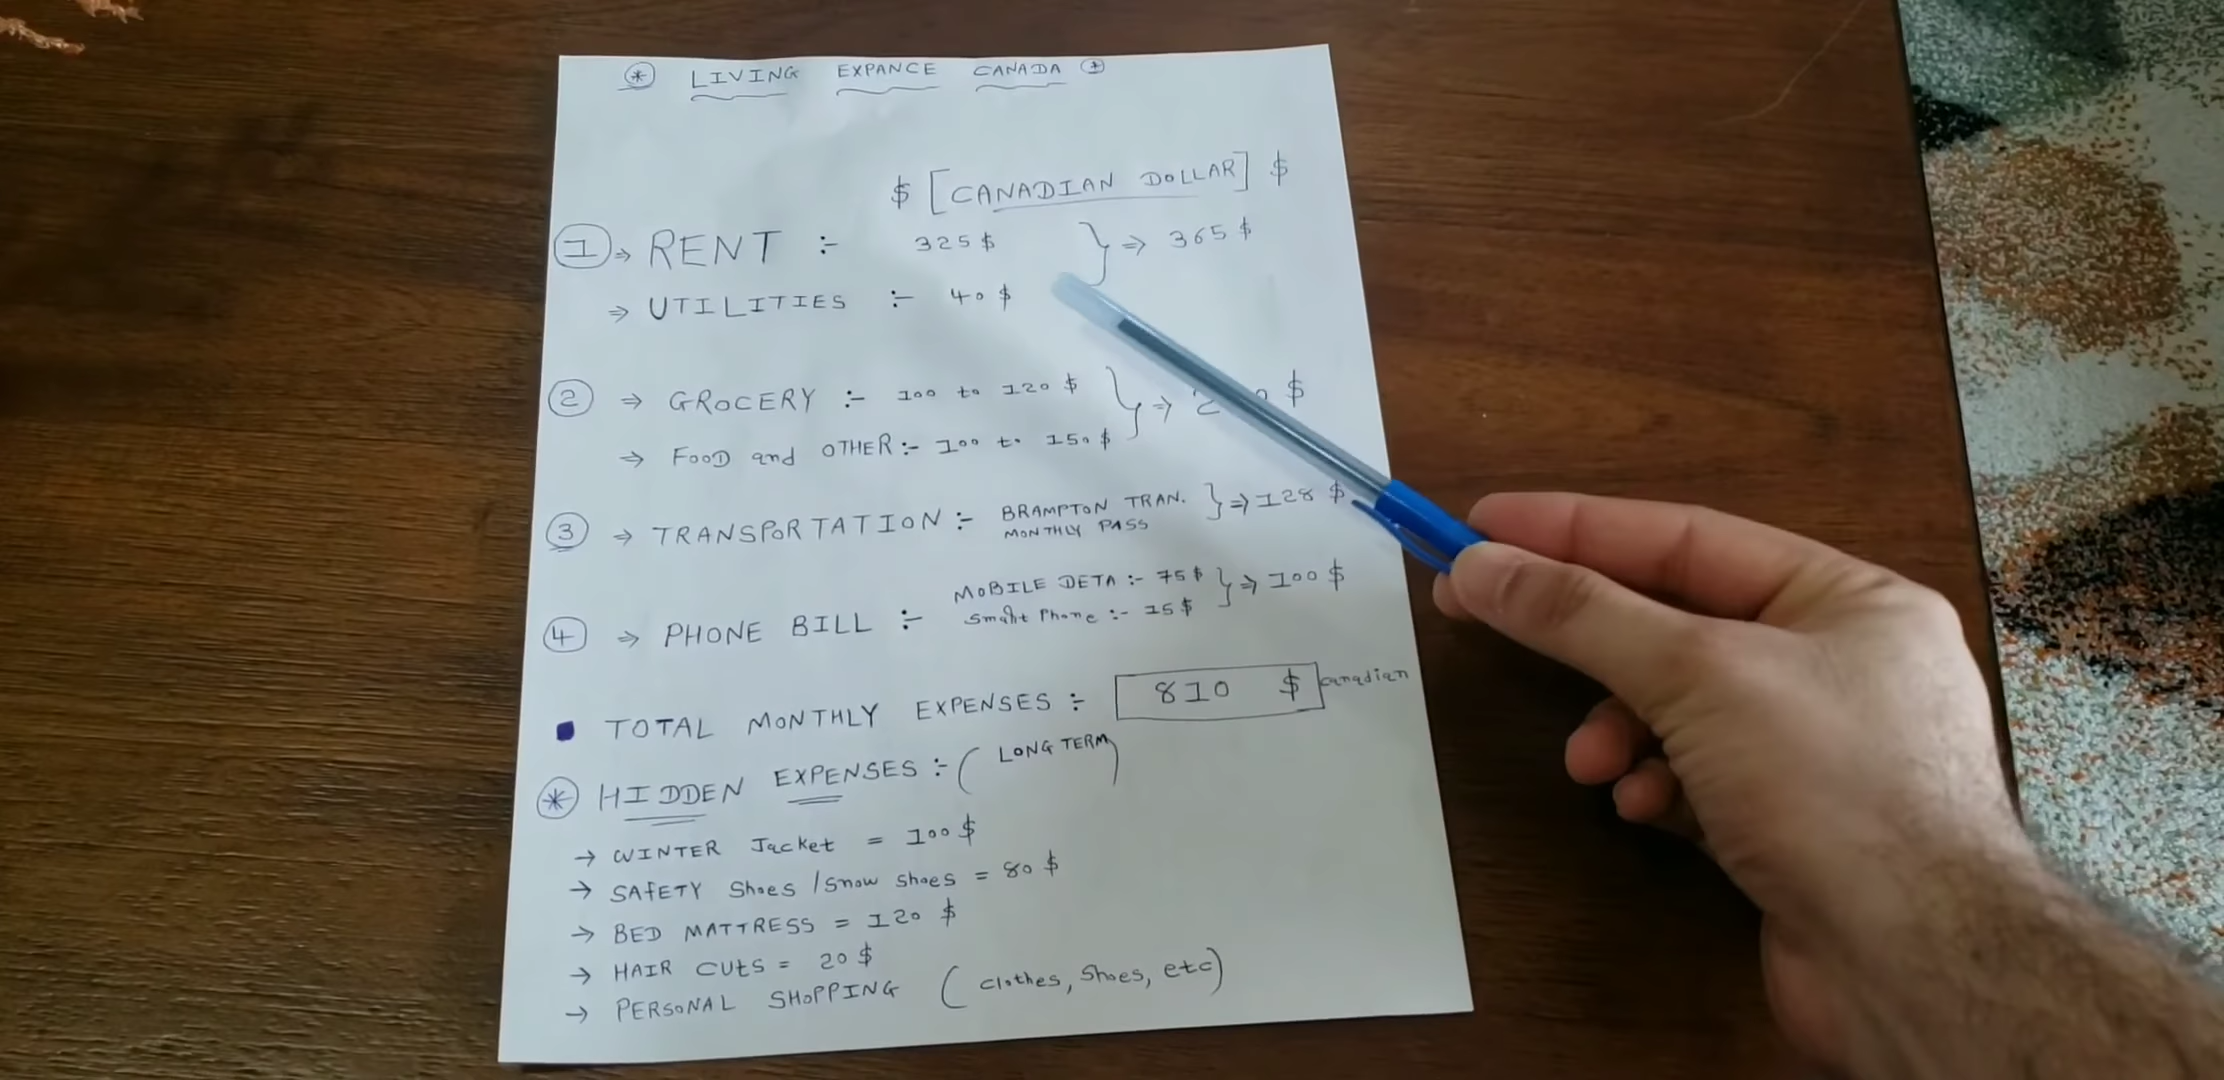 * LIVING EXPANCE CANADA *
$ [CANADIAN DOLLAR] $
1 ⇒ RENT :- 325 $ } ⇒ 365 $
⇒ UTILITIES :- 40 $
2 ⇒ GROCERY :- 100 to 120 $ } ⇒ $
⇒ FOOD and OTHER :- 100 to 150 $
3 ⇒ TRANSPORTATION :- BRAMPTON TRAN. } ⇒ 128 $
MONTHLY PASS
MOBILE DETA :- 75 $ } ⇒ 100 $
4 ⇒ PHONE BILL :- Smart Phone :- 15 $
TOTAL MONTHLY EXPENSES :- 810 $ canadian
* HIDDEN EXPENSES :- ( LONG TERM )
→ WINTER Jacket = 100 $
→ SAFETY Shoes / Snow shoes = 80 $
→ BED MATTRESS = 120 $
→ HAIR CUTS = 20 $
→ PERSONAL SHOPPING ( clothes, Shoes, etc )